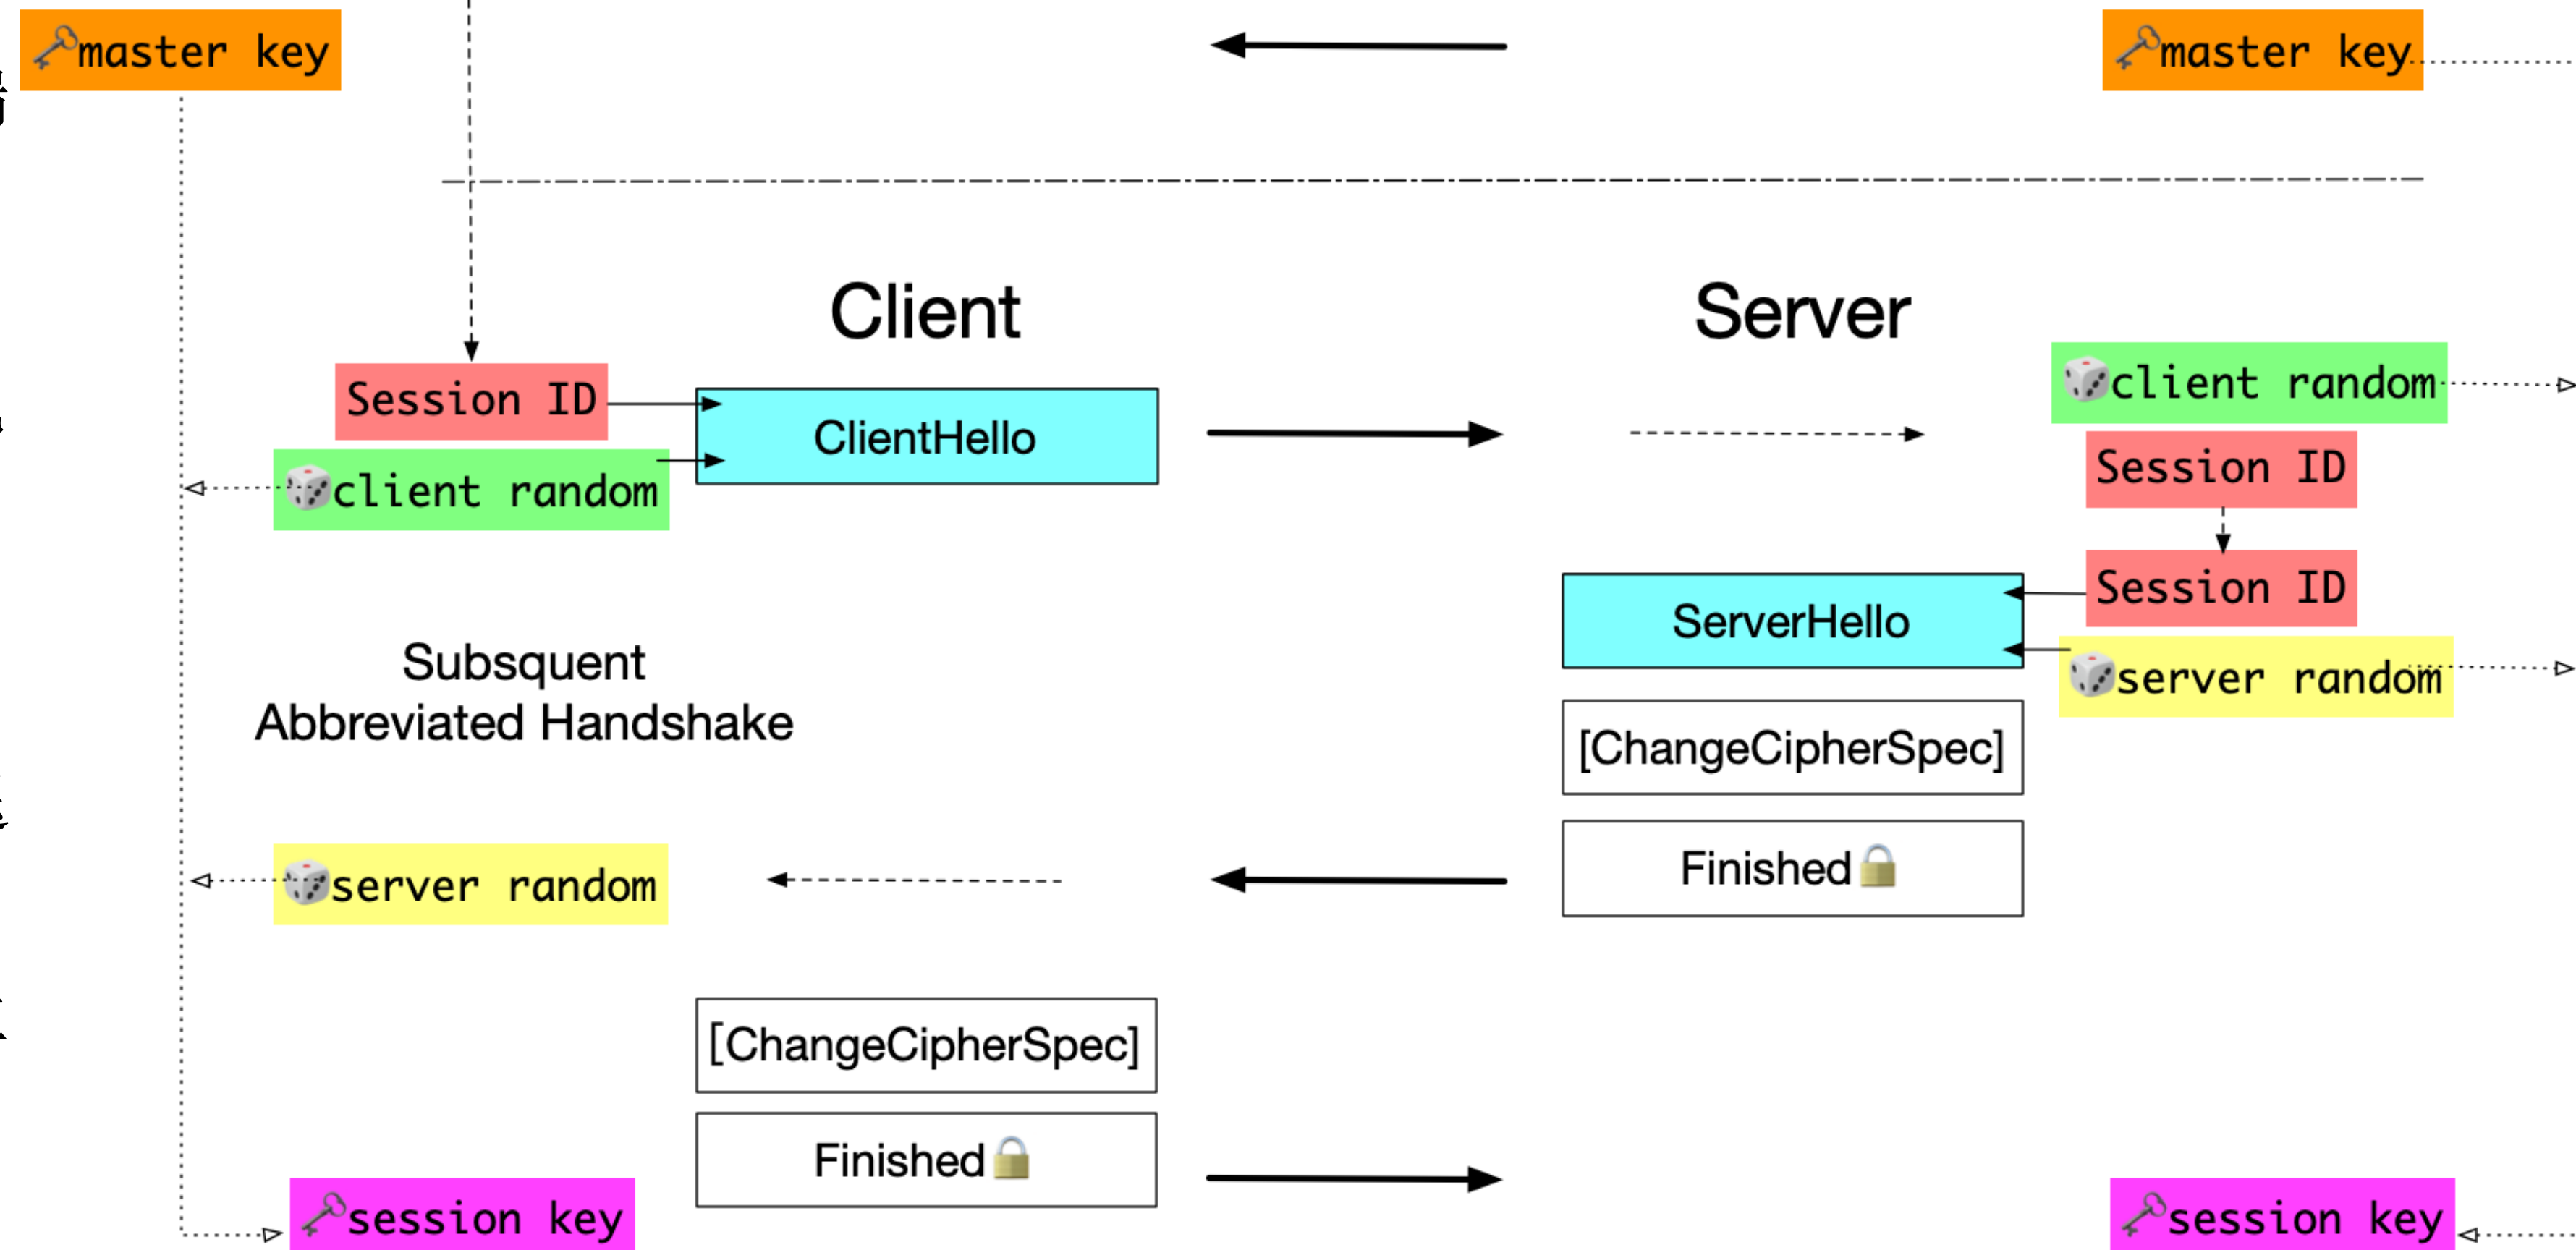 master key
master key
Client
Server
Session ID
ClientHello
client random
client random
Session ID
Session ID
ServerHello
server random
Subsquent
Abbreviated Handshake
[ChangeCipherSpec]
Finished
server random
[ChangeCipherSpec]
Finished
session key
session key